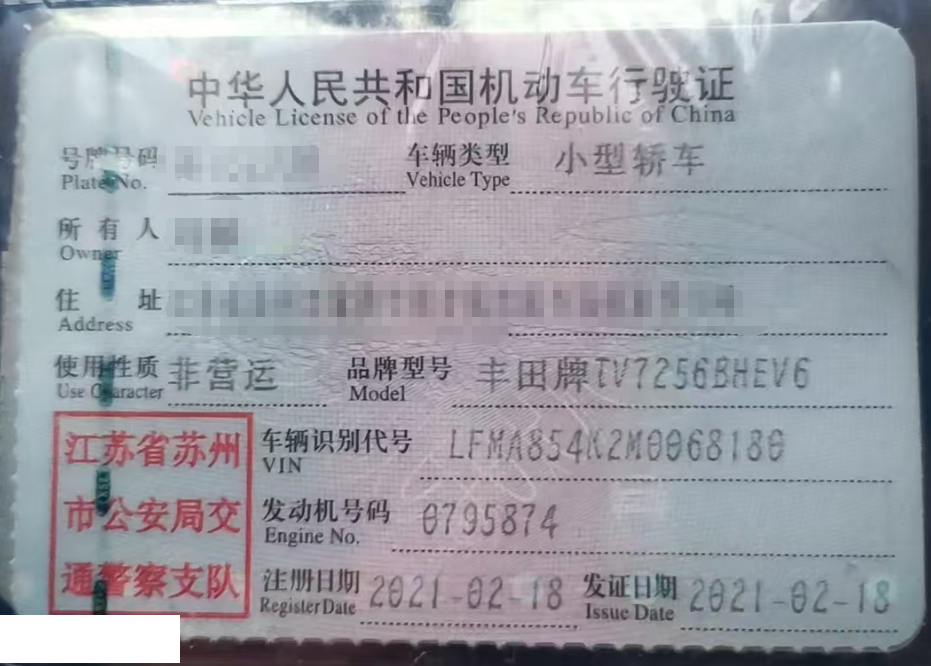 中华人民共和国机动车行驶证
Vehicle License of the People's Republic of China
号牌号码 车辆类型 小型轿车
Plate No. Vehicle Type
所有人
Owner
住址
Address
使用性质 非营运 品牌型号 丰田牌TV7256BHEV6
Use Character Model
江苏省苏州 车辆识别代号 LFMA854K2M0068180
VIN
市公安局交 发动机号码 0795874
Engine No.
通警察支队 注册日期 2021-02-18 发证日期 2021-02-18
Register Date Issue Date